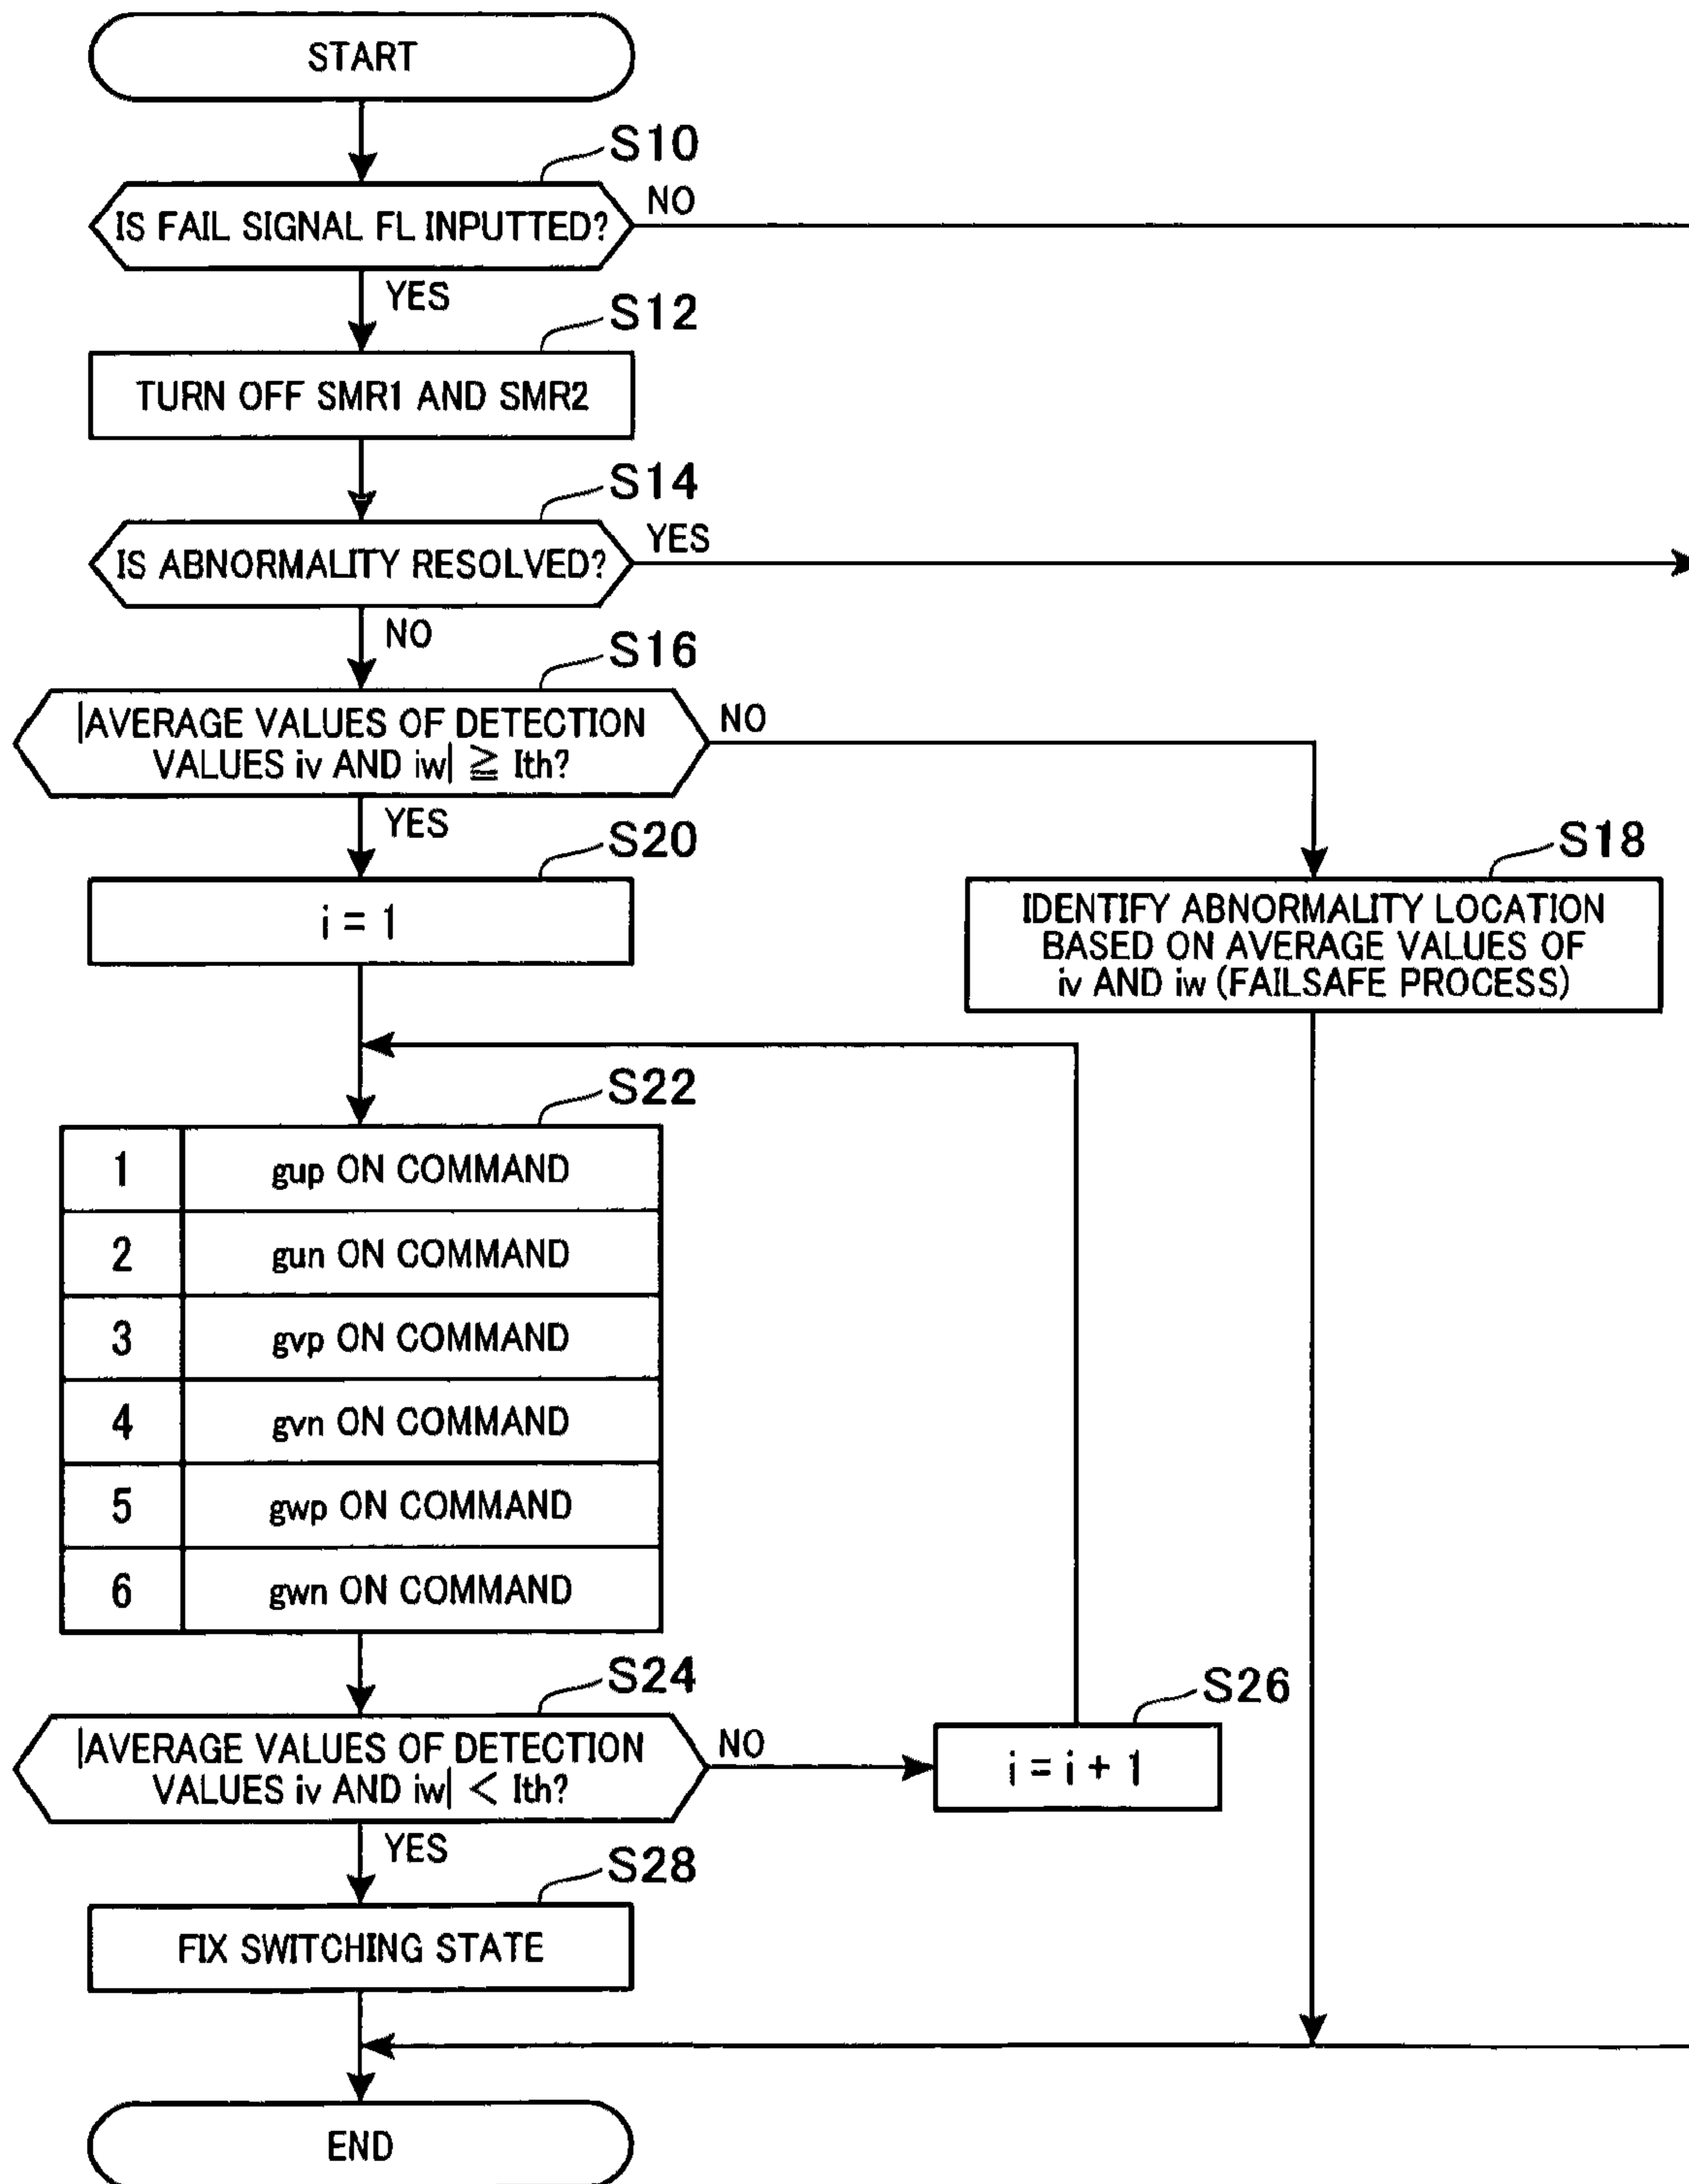 START
S10
IS FAIL SIGNAL FL INPUTTED?
NO
YES
S12
TURN OFF SMR1 AND SMR2
S14
IS ABNORMALITY RESOLVED?
YES
NO
S16
|AVERAGE VALUES OF DETECTION
VALUES iv AND iw| ≧ Ith?
NO
YES
S20
i = 1
S18
IDENTIFY ABNORMALITY LOCATION
BASED ON AVERAGE VALUES OF
iv AND iw (FAILSAFE PROCESS)
S22
1 gup ON COMMAND
2 gun ON COMMAND
3 gvp ON COMMAND
4 gvn ON COMMAND
5 gwp ON COMMAND
6 gwn ON COMMAND
S24
|AVERAGE VALUES OF DETECTION
VALUES iv AND iw| < Ith?
NO
YES
S26
i = i + 1
S28
FIX SWITCHING STATE
END